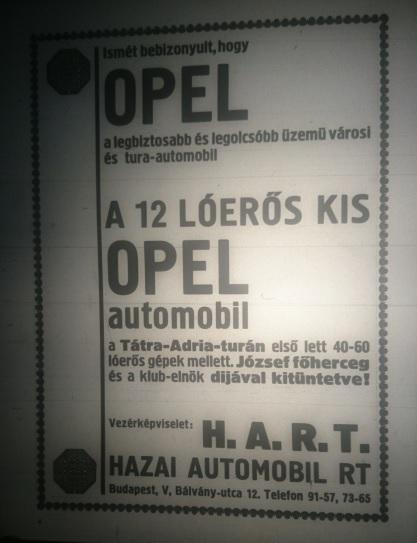 Ismét bebizonyult, hogy
OPEL
a legbiztosabb és legolcsóbb üzemü városi
és tura-automobil
A 12 LÓERŐS KIS
OPEL
automobil
a Tátra-Adria-turán első lett 40-60
lóerős gépek mellett. József főherceg
és a klub-elnök dijával kitüntetve!
Vezérképviselet: H. A. R. T.
HAZAI AUTOMOBIL RT
Budapest, V, Bálvány-utca 12. Telefon 91-57, 73-65